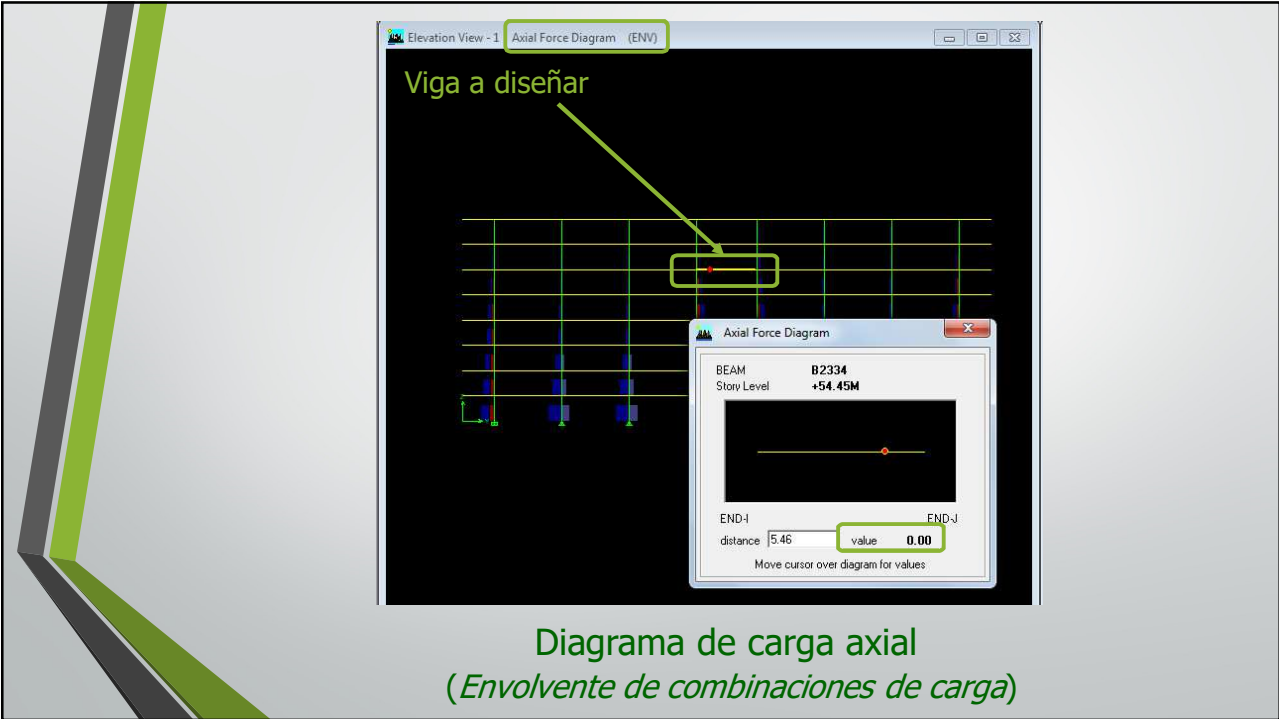 Elevation View - 1 Axial Force Diagram (ENV)
Viga a diseñar
Axial Force Diagram
BEAM B2334
Story Level +54.45M
END-I END-J
distance 5.46 value 0.00
Move cursor over diagram for values
Diagrama de carga axial
(Envolvente de combinaciones de carga)